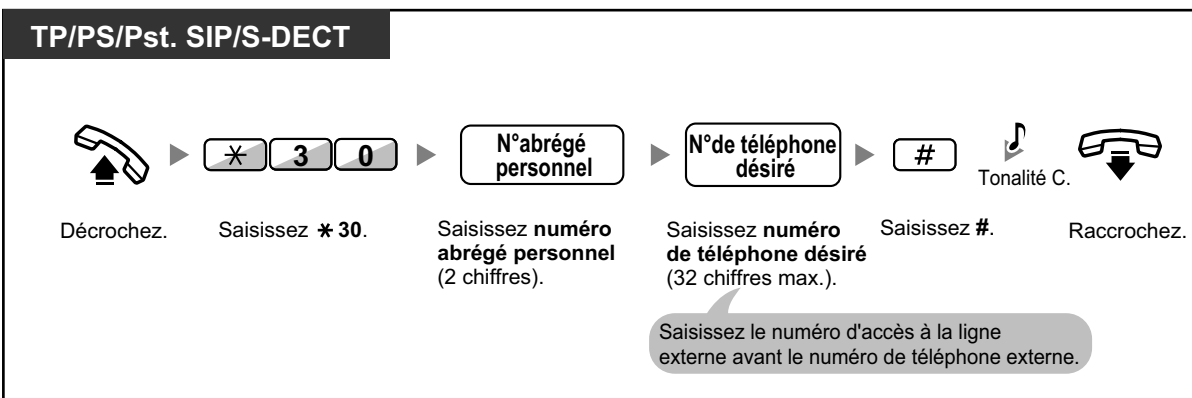 TP/PS/Pst. SIP/S-DECT
* 3 0
N°abrégé
personnel
N°de téléphone
désiré
#
Tonalité C.
Décrochez.
Saisissez * 30.
Saisissez numéro
abrégé personnel
(2 chiffres).
Saisissez numéro
de téléphone désiré
(32 chiffres max.).
Saisissez #.
Raccrochez.
Saisissez le numéro d'accès à la ligne
externe avant le numéro de téléphone externe.